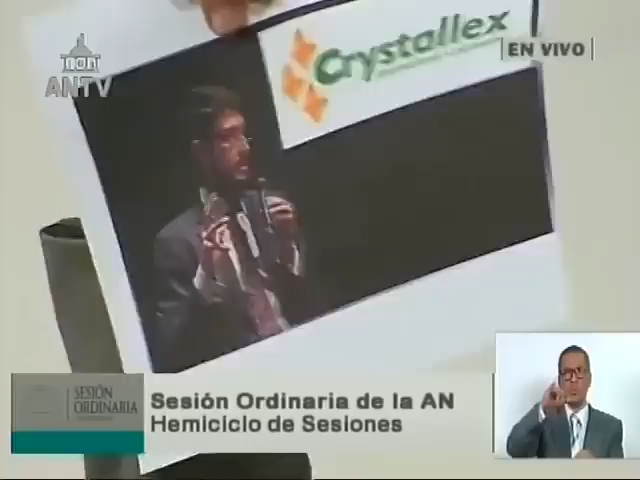 Crystallex
EN VIVO
ANTV
SESIÓN
ORDINARIA
Sesión Ordinaria de la AN
Hemiciclo de Sesiones